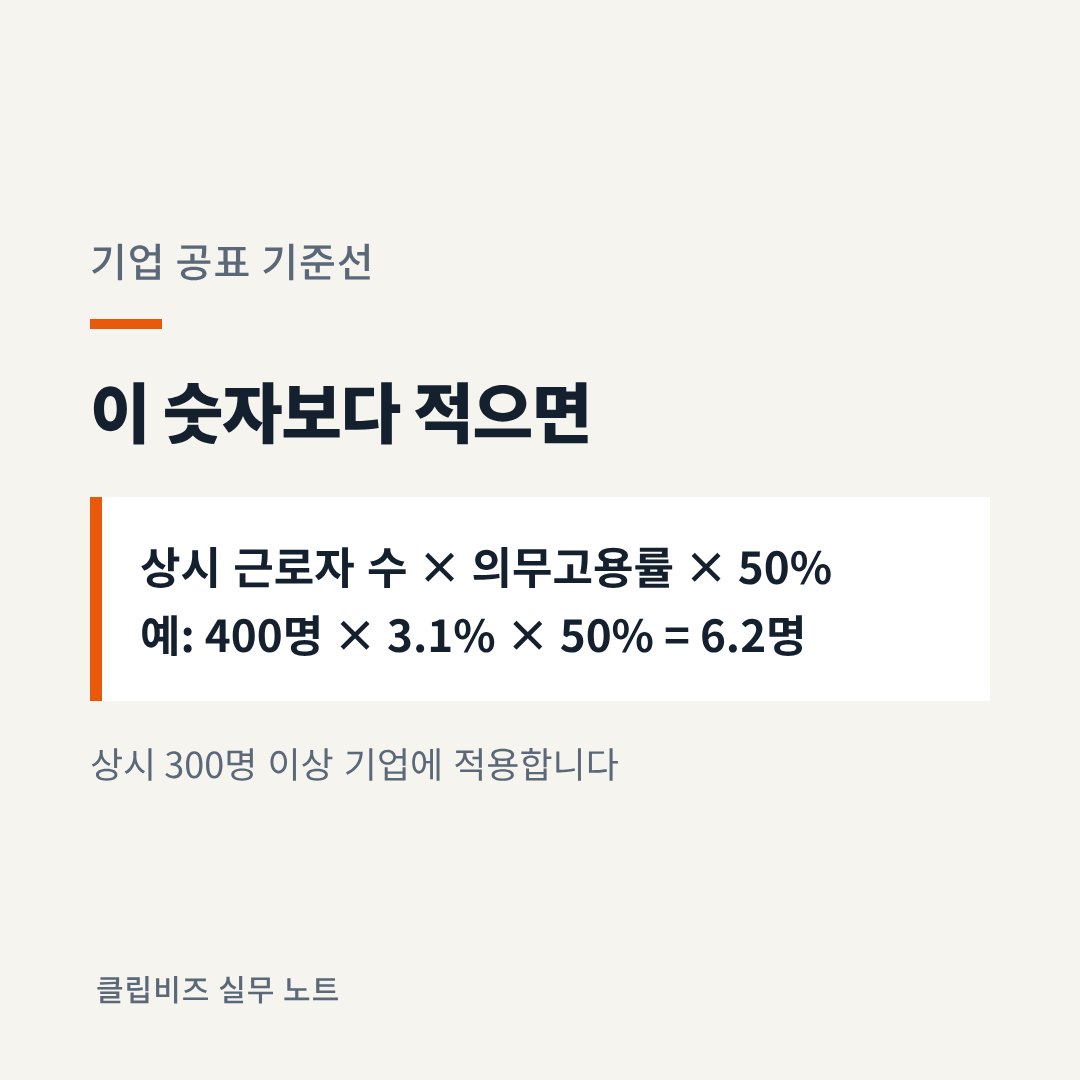 기업 공표 기준선
이 숫자보다 적으면
상시 근로자 수 × 의무고용률 × 50%
예: 400명 × 3.1% × 50% = 6.2명
상시 300명 이상 기업에 적용합니다
클립비즈 실무 노트